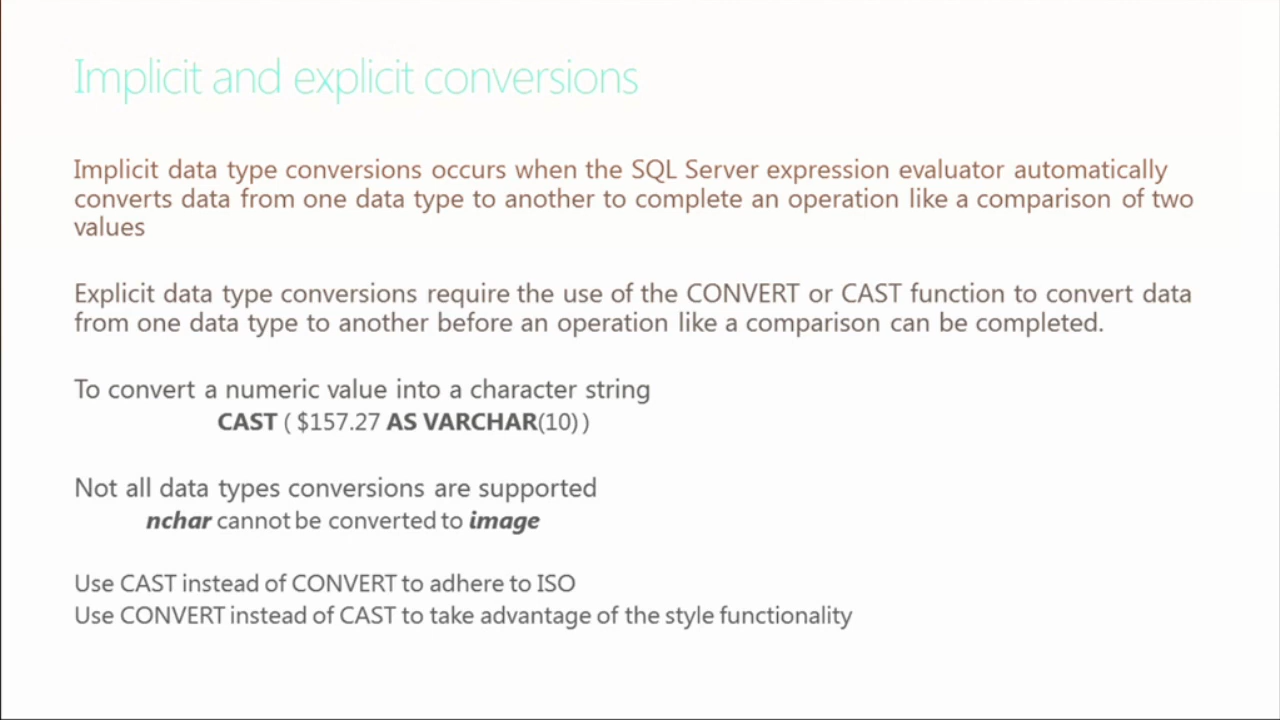 Implicit and explicit conversions
Implicit data type conversions occurs when the SQL Server expression evaluator automatically
converts data from one data type to another to complete an operation like a comparison of two
values
Explicit data type conversions require the use of the CONVERT or CAST function to convert data
from one data type to another before an operation like a comparison can be completed.
To convert a numeric value into a character string
CAST ( $157.27 AS VARCHAR(10) )
Not all data types conversions are supported
nchar cannot be converted to image
Use CAST instead of CONVERT to adhere to ISO
Use CONVERT instead of CAST to take advantage of the style functionality